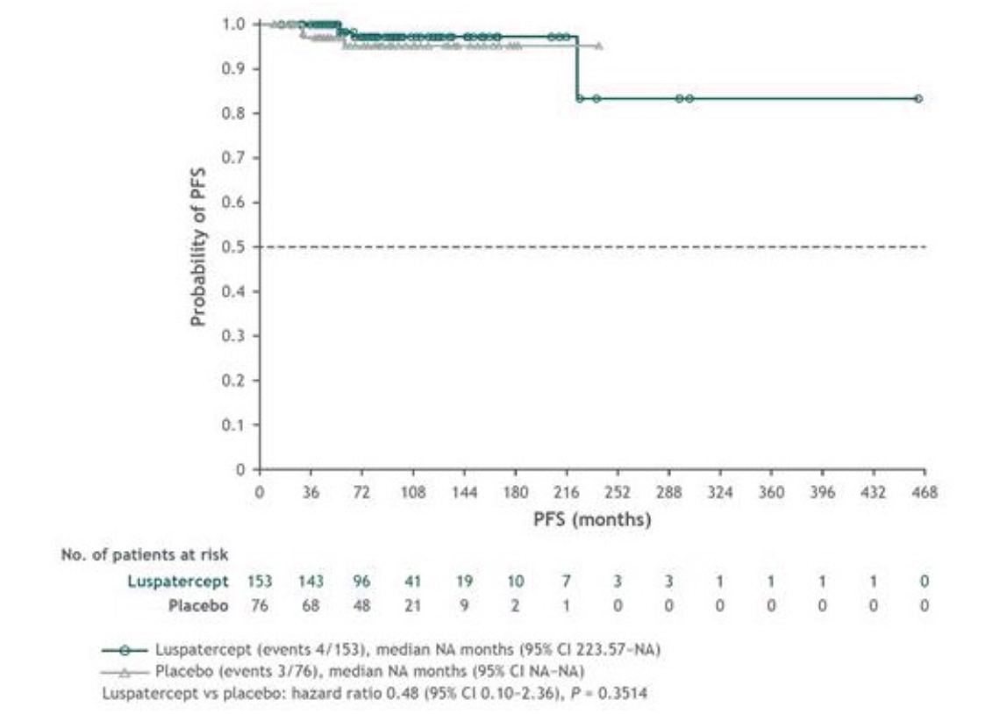 1.0
0.9
0.8
0.7
0.6
0.5
0.4
0.3
0.2
0.1
0
Probability of PFS
0 36 72 108 144 180 216 252 288 324 360 396 432 468
PFS (months)
No. of patients at risk
Luspatercept 153 143 96 41 19 10 7 3 3 1 1 1 1 0
Placebo 76 68 48 21 9 2 1 0 0 0 0 0 0 0
Luspatercept (events 4/153), median NA months (95% CI 223.57–NA)
Placebo (events 3/76), median NA months (95% CI NA–NA)
Luspatercept vs placebo: hazard ratio 0.48 (95% CI 0.10–2.36), P = 0.3514